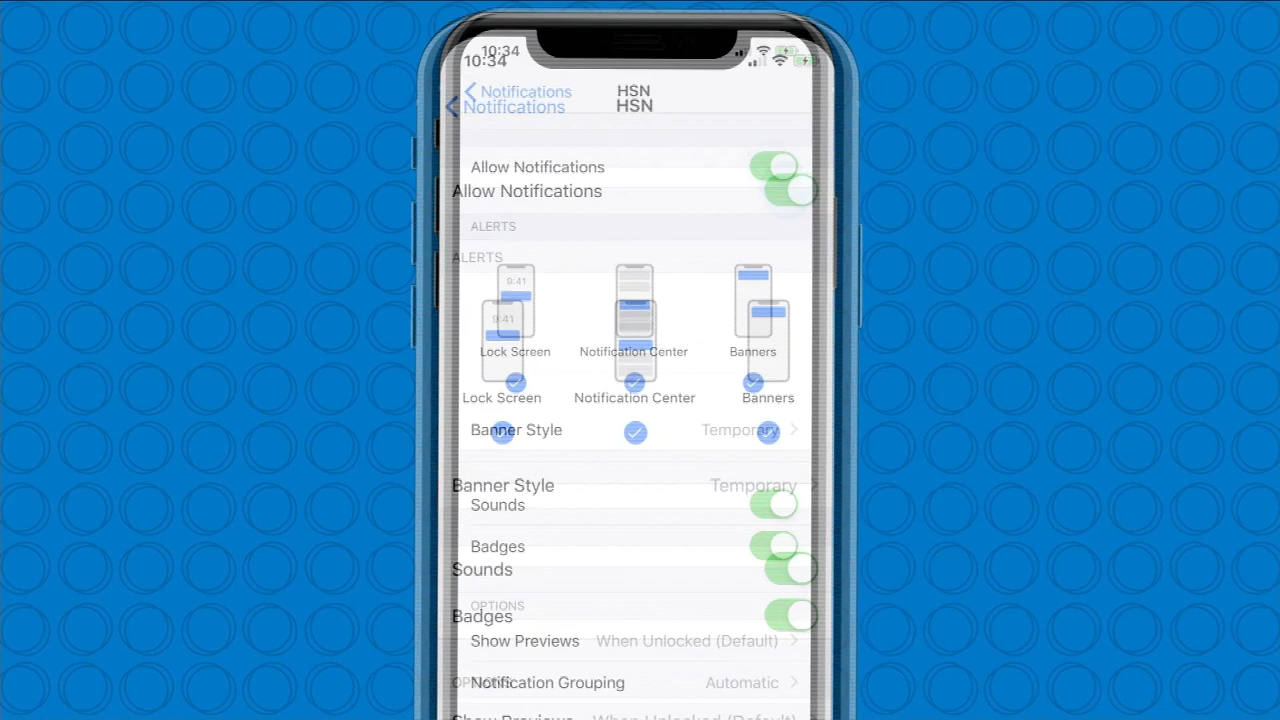 10:34
10:34
Notifications HSN
Notifications HSN
Allow Notifications
Allow Notifications
ALERTS
ALERTS
9:41
9:41
Lock Screen Notification Center Banners
Lock Screen Notification Center Banners
Banner Style Temporary
Banner Style Temporary
Sounds
Badges
Sounds
OPTIONS
Badges
Show Previews When Unlocked (Default)
OPTIONS Notification Grouping Automatic
Show Previews When Unlocked (Default)